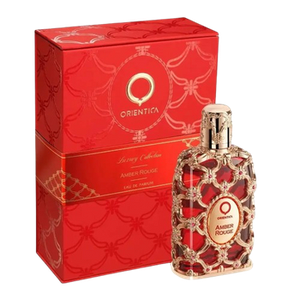 ORIENTICA
Luxury Collection
AMBER ROUGE
EAU DE PARFUM
ORIENTICA
AMBER
ROUGE